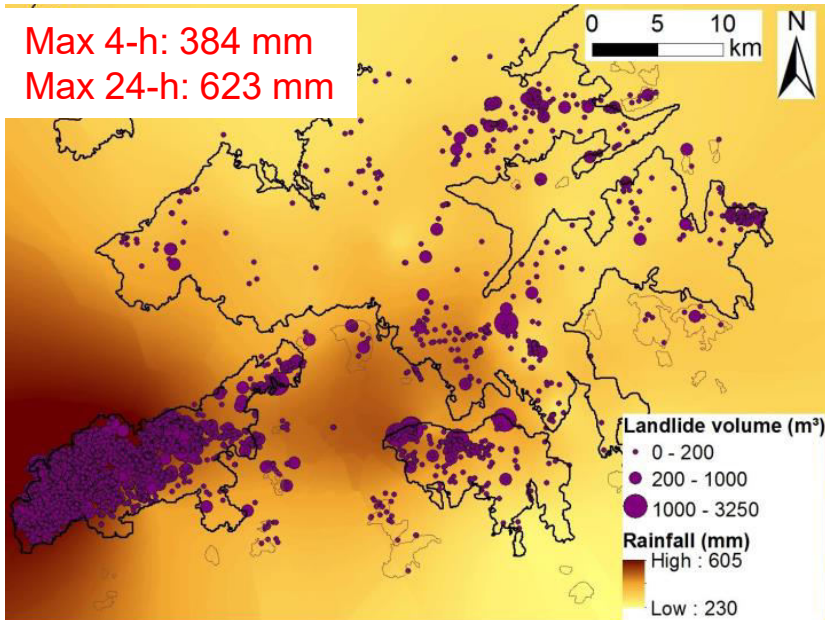 Max 4-h: 384 mm
Max 24-h: 623 mm
0 5 10
km
N
Landlide volume (m³)
0 - 200
200 - 1000
1000 - 3250
Rainfall (mm)
High : 605
Low : 230